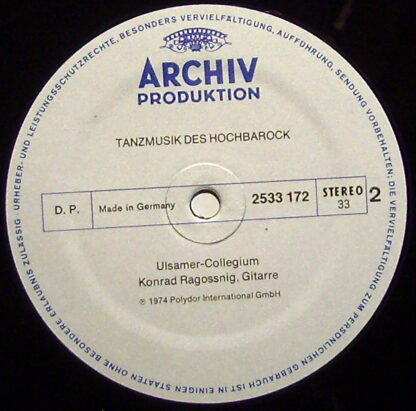 URHEBER- UND LEISTUNGSSCHUTZRECHTE, BESONDERS VERVIELFÄLTIGUNG, AUFFÜHRUNG, SENDUNG VORBEHALTEN: DIE VERVIELFÄLTIGUNG ZUM PERSÖNLICHEN GEBRAUCH IST IN EINIGEN STAATEN OHNE BESONDERE ERLAUBNIS ZULÄSSIG -
ARCHIV
PRODUKTION
TANZMUSIK DES HOCHBAROCK
D. P.
Made in Germany
2533 172
STEREO
33
2
Ulsamer-Collegium
Konrad Ragossnig, Gitarre
℗ 1974 Polydor International GmbH